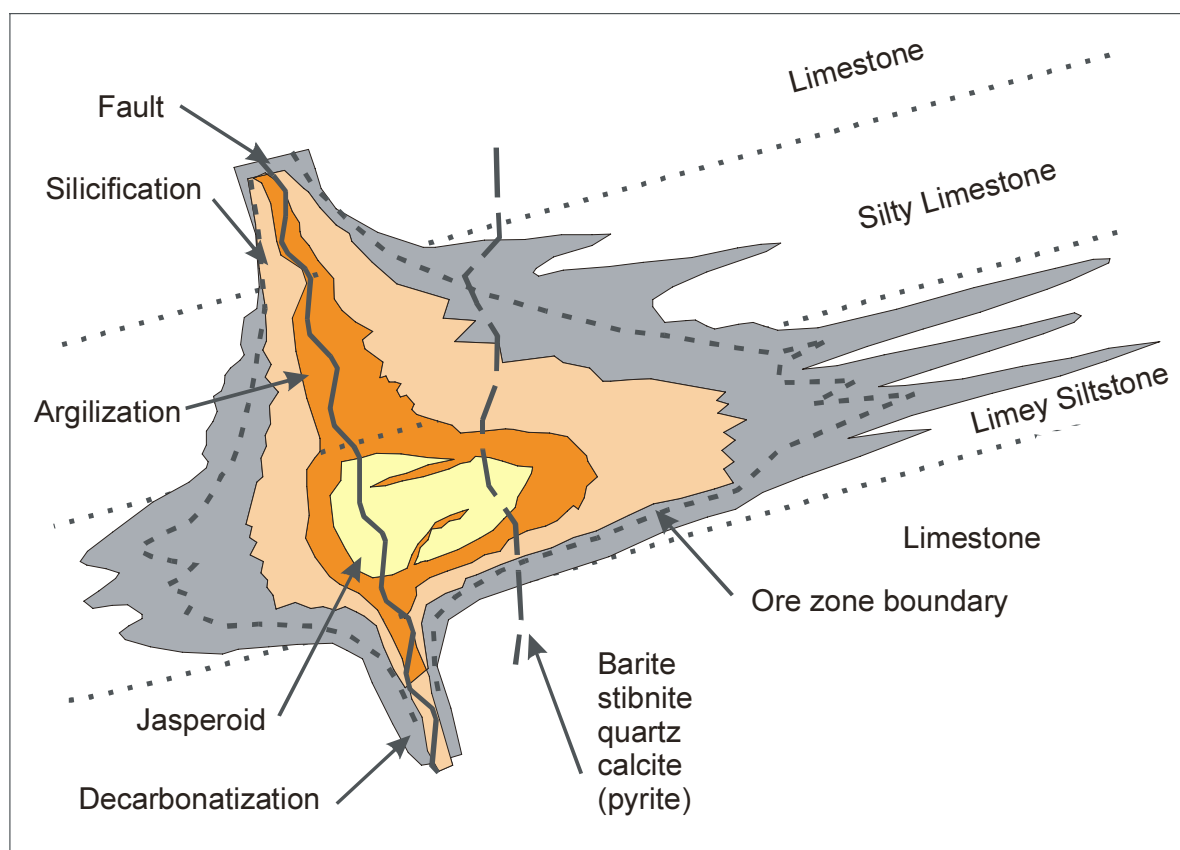 Limestone
Fault
Silicification
Silty Limestone
Argilization
Limey Siltstone
Limestone
Ore zone boundary
Barite
stibnite
quartz
calcite
(pyrite)
Jasperoid
Decarbonatization